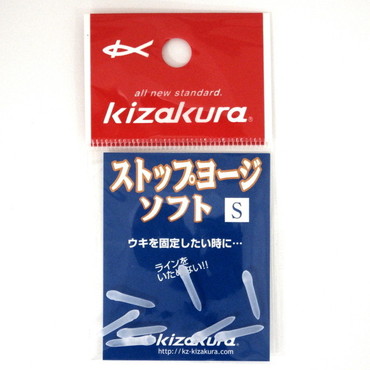 all new standard.
kizakura®
ストップヨージ
ソフト S
ウキを固定したい時に…
ラインを
いためない!!
kizakura
http://kz-kizakura.com